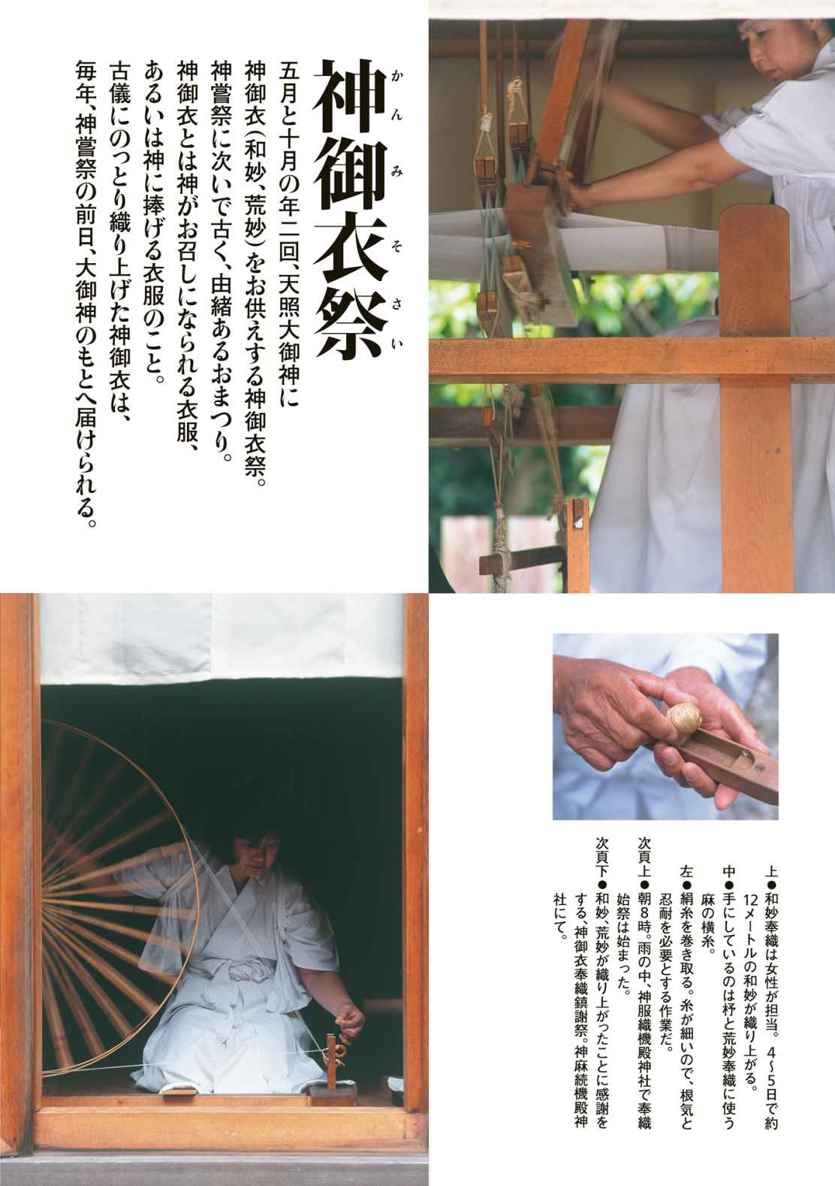 神御衣祭
かんみそさい
五月と十月の年二回、天照大御神に
神御衣（和妙、荒妙）をお供えする神御衣祭。
神嘗祭に次いで古く、由緒あるおまつり。
神御衣とは神がお召しになられる衣服、
あるいは神に捧げる衣服のこと。
古儀にのっとり織り上げた神御衣は、
毎年、神嘗祭の前日、大御神のもとへ届けられる。
上●和妙奉織は女性が担当。4〜5日で約
12メートルの和妙が織り上がる。
中●手にしているのは杼と荒妙奉織に使う
麻の横糸。
左●絹糸を巻き取る。糸が細いので、根気と
忍耐を必要とする作業だ。
次頁上●朝8時。雨の中、神服織機殿神社で奉織
始祭は始まった。
次頁下●和妙、荒妙が織り上がったことに感謝を
する、神御衣奉織鎮謝祭。神麻続機殿神
社にて。